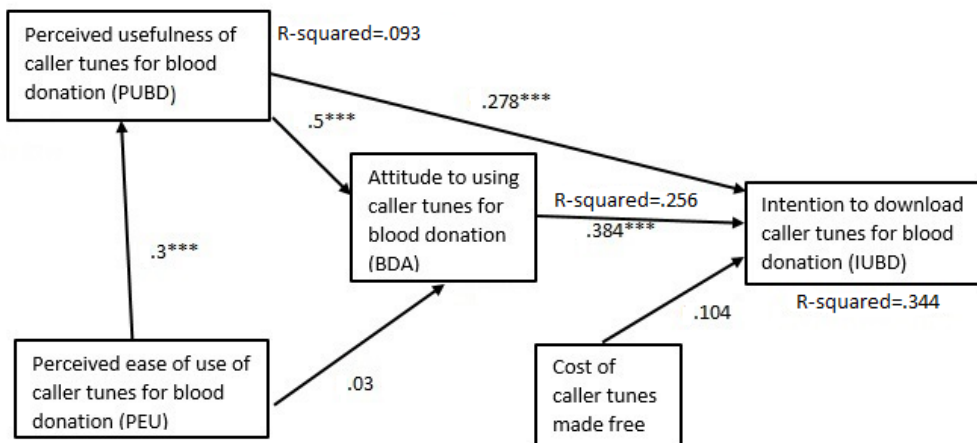 Perceived usefulness of
caller tunes for blood
donation (PUBD)
R-squared=.093
.278***
.5***
Attitude to using
caller tunes for
blood donation
(BDA)
R-squared=.256
.384***
Intention to download
caller tunes for blood
donation (IUBD)
R-squared=.344
.3***
.104
Perceived ease of use of
caller tunes for blood
donation (PEU)
.03
Cost of
caller tunes
made free